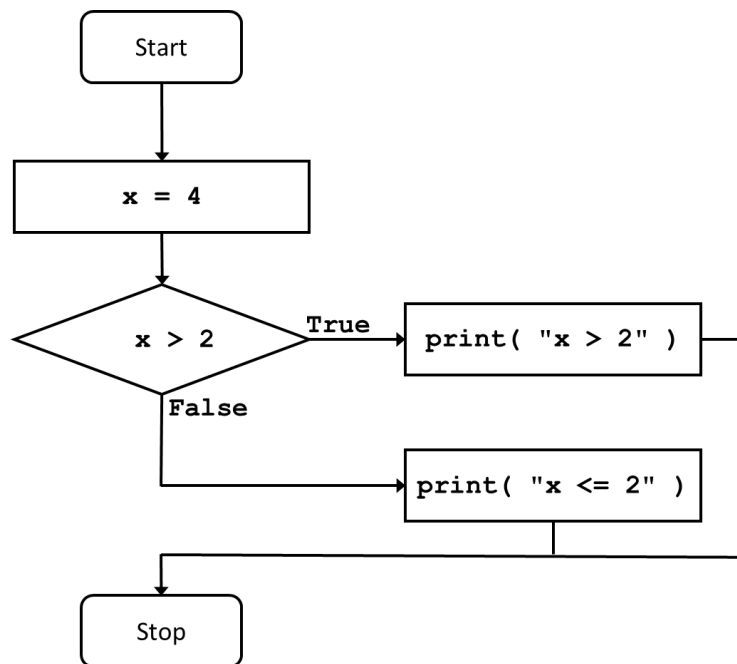 Start
x = 4
x > 2
True
print( "x > 2" )
False
print( "x <= 2" )
Stop